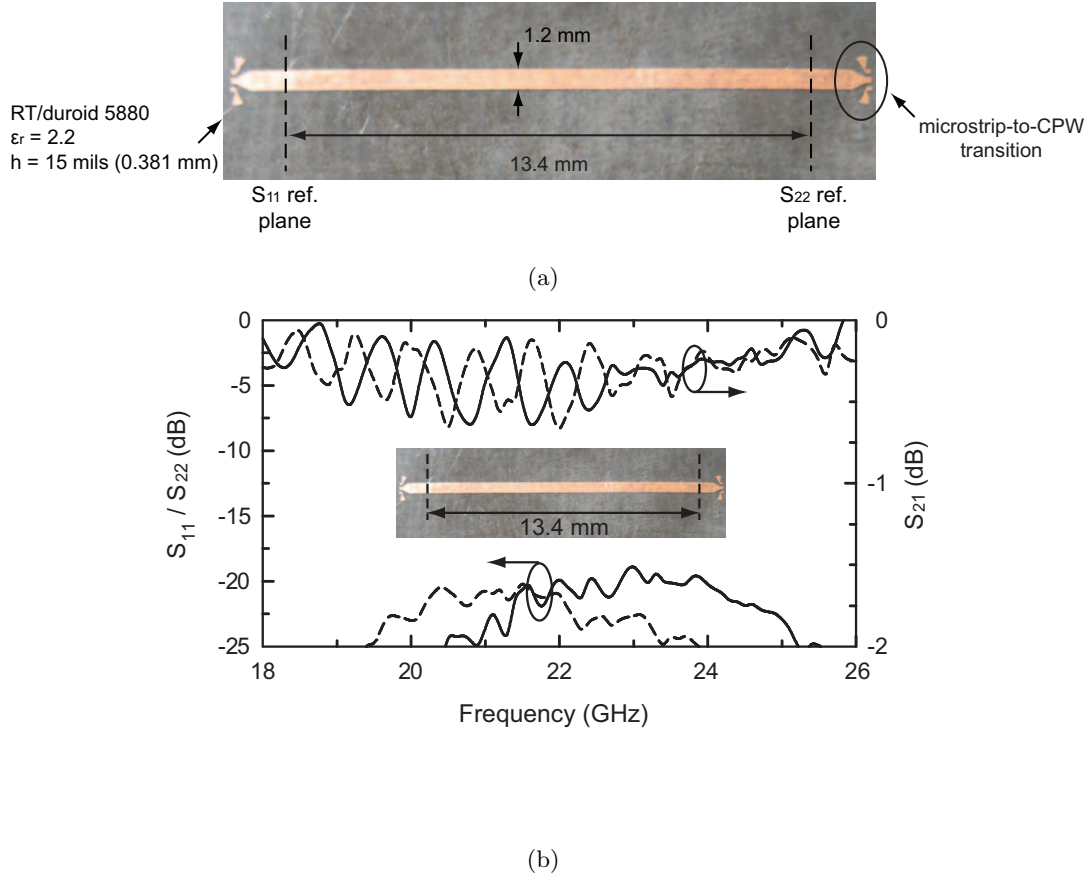 1.2 mm
RT/duroid 5880
εr = 2.2
h = 15 mils (0.381 mm)
microstrip-to-CPW
transition
13.4 mm
S11 ref.
plane
S22 ref.
plane
(a)
0
-5
-10
-15
-20
-25
S11 / S22 (dB)
13.4 mm
0
-1
-2
S21 (dB)
18
20
22
24
26
Frequency (GHz)
(b)